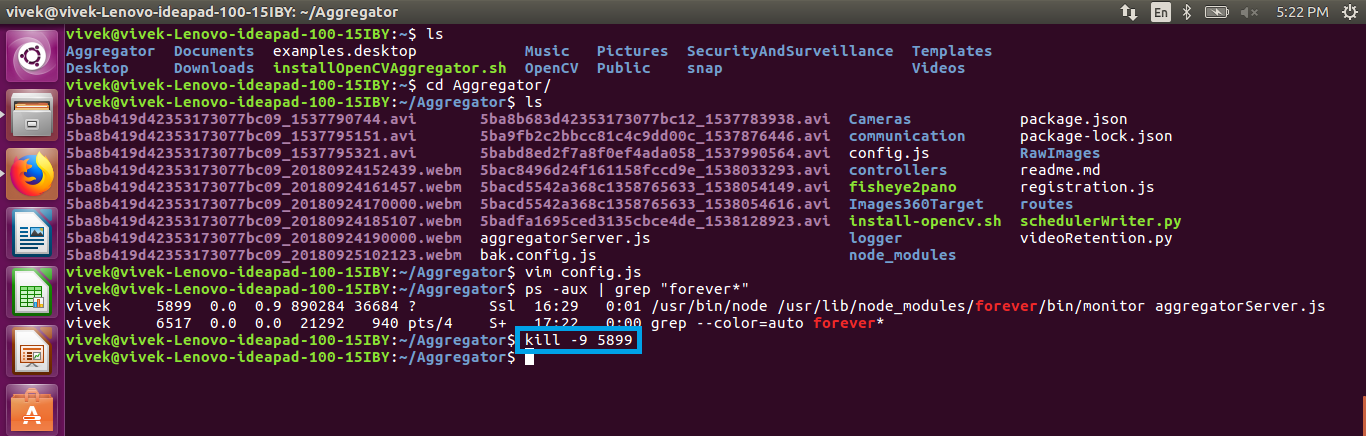 vivek@vivek-Lenovo-ideapad-100-15IBY: ~/Aggregator En 5:22 PM
vivek@vivek-Lenovo-ideapad-100-15IBY:~$ ls
Aggregator Documents examples.desktop Music Pictures SecurityAndSurveillance Templates
Desktop Downloads installOpenCVAggregator.sh OpenCV Public snap Videos
vivek@vivek-Lenovo-ideapad-100-15IBY:~$ cd Aggregator/
vivek@vivek-Lenovo-ideapad-100-15IBY:~/Aggregator$ ls
5ba8b419d42353173077bc09_1537790744.avi 5ba8b683d42353173077bc12_1537783938.avi Cameras package.json
5ba8b419d42353173077bc09_1537795151.avi 5ba9fb2c2bbcc81c4c9dd00c_1537876446.avi communication package-lock.json
5ba8b419d42353173077bc09_1537795321.avi 5babd8ed2f7a8f0ef4ada058_1537990564.avi config.js RawImages
5ba8b419d42353173077bc09_20180924152439.webm 5bac8496d24f161158fccd9e_1538033293.avi controllers readme.md
5ba8b419d42353173077bc09_20180924161457.webm 5bacd5542a368c1358765633_1538054149.avi fisheye2pano registration.js
5ba8b419d42353173077bc09_20180924170000.webm 5bacd5542a368c1358765633_1538054616.avi Images360Target routes
5ba8b419d42353173077bc09_20180924185107.webm 5badfa1695ced3135cbce4de_1538128923.avi install-opencv.sh schedulerWriter.py
5ba8b419d42353173077bc09_20180924190000.webm aggregatorServer.js logger videoRetention.py
5ba8b419d42353173077bc09_20180925102123.webm bak.config.js node_modules
vivek@vivek-Lenovo-ideapad-100-15IBY:~/Aggregator$ vim config.js
vivek@vivek-Lenovo-ideapad-100-15IBY:~/Aggregator$ ps -aux | grep "forever*"
vivek 5899 0.0 0.9 890284 36684 ? Ssl 16:29 0:01 /usr/bin/node /usr/lib/node_modules/forever/bin/monitor aggregatorServer.js
vivek 6517 0.0 0.0 21292 940 pts/4 S+ 17:22 0:00 grep --color=auto forever*
vivek@vivek-Lenovo-ideapad-100-15IBY:~/Aggregator$ kill -9 5899
vivek@vivek-Lenovo-ideapad-100-15IBY:~/Aggregator$